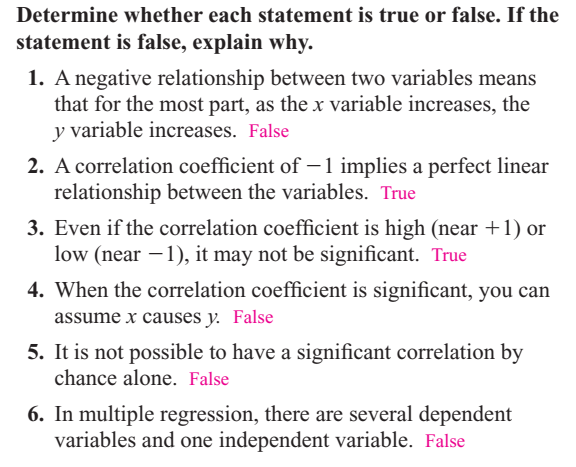 Determine whether each statement is true or false. If the
statement is false, explain why.
1. A negative relationship between two variables means
that for the most part, as the x variable increases, the
y variable increases. False
2. A correlation coefficient of −1 implies a perfect linear
relationship between the variables. True
3. Even if the correlation coefficient is high (near +1) or
low (near −1), it may not be significant. True
4. When the correlation coefficient is significant, you can
assume x causes y. False
5. It is not possible to have a significant correlation by
chance alone. False
6. In multiple regression, there are several dependent
variables and one independent variable. False